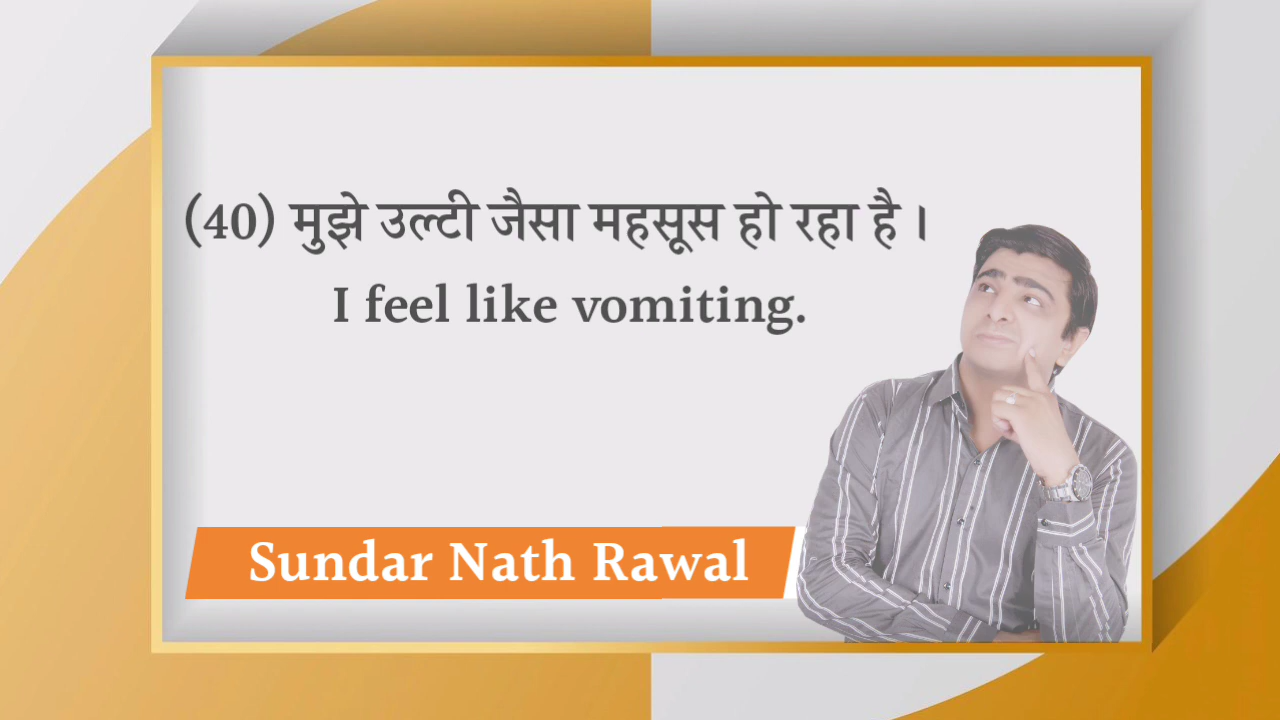 (40) मुझे उल्टी जैसा महसूस हो रहा है ।
I feel like vomiting.
Sundar Nath Rawal